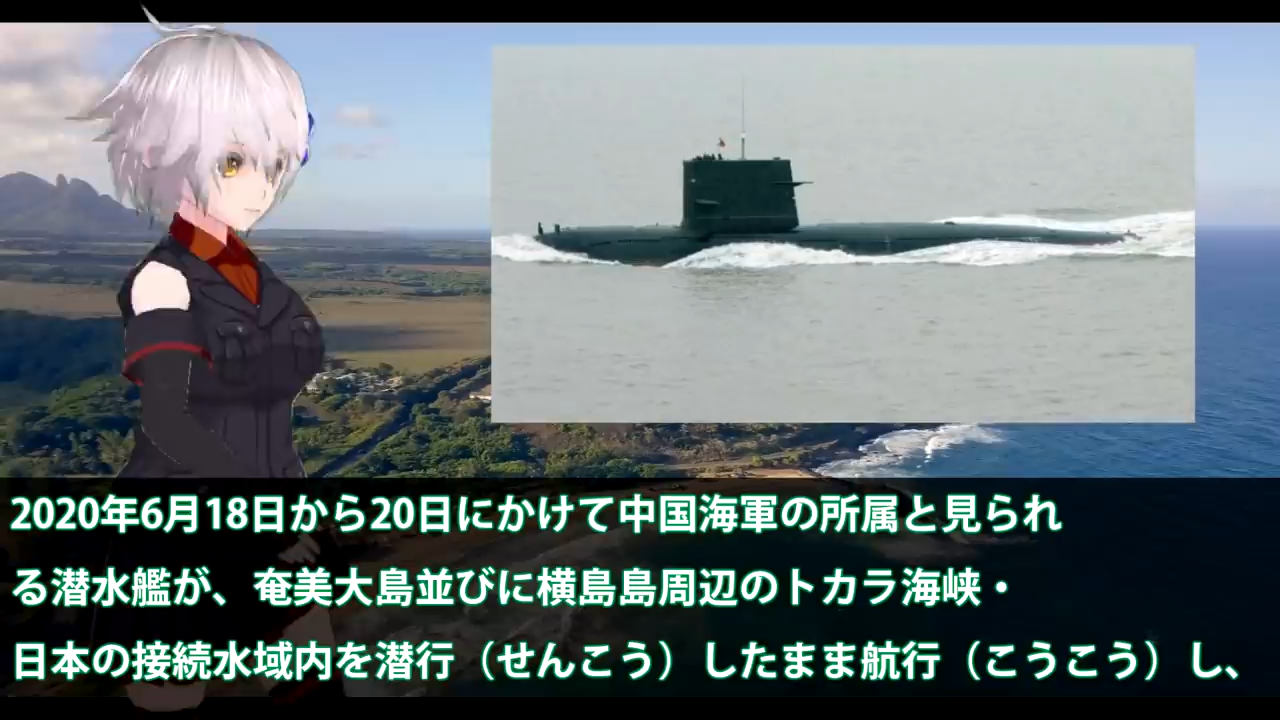 2020年6月18日から20日にかけて中国海軍の所属と見られ
る潜水艦が、奄美大島並びに横島島周辺のトカラ海峡・
日本の接続水域内を潜行（せんこう）したまま航行（こうこう）し、